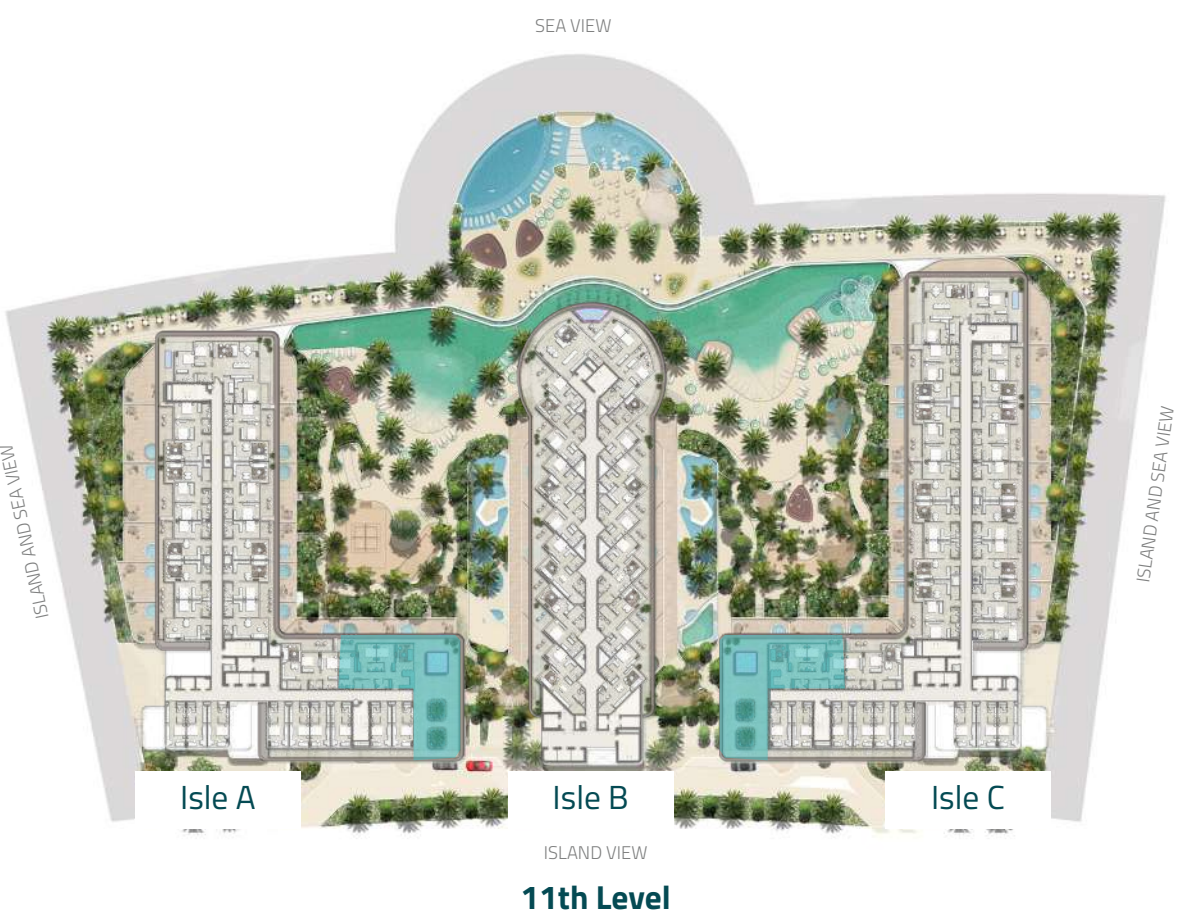 SEA VIEW
ISLAND AND SEA VIEW
ISLAND AND SEA VIEW
Isle A
Isle B
Isle C
ISLAND VIEW
11th Level